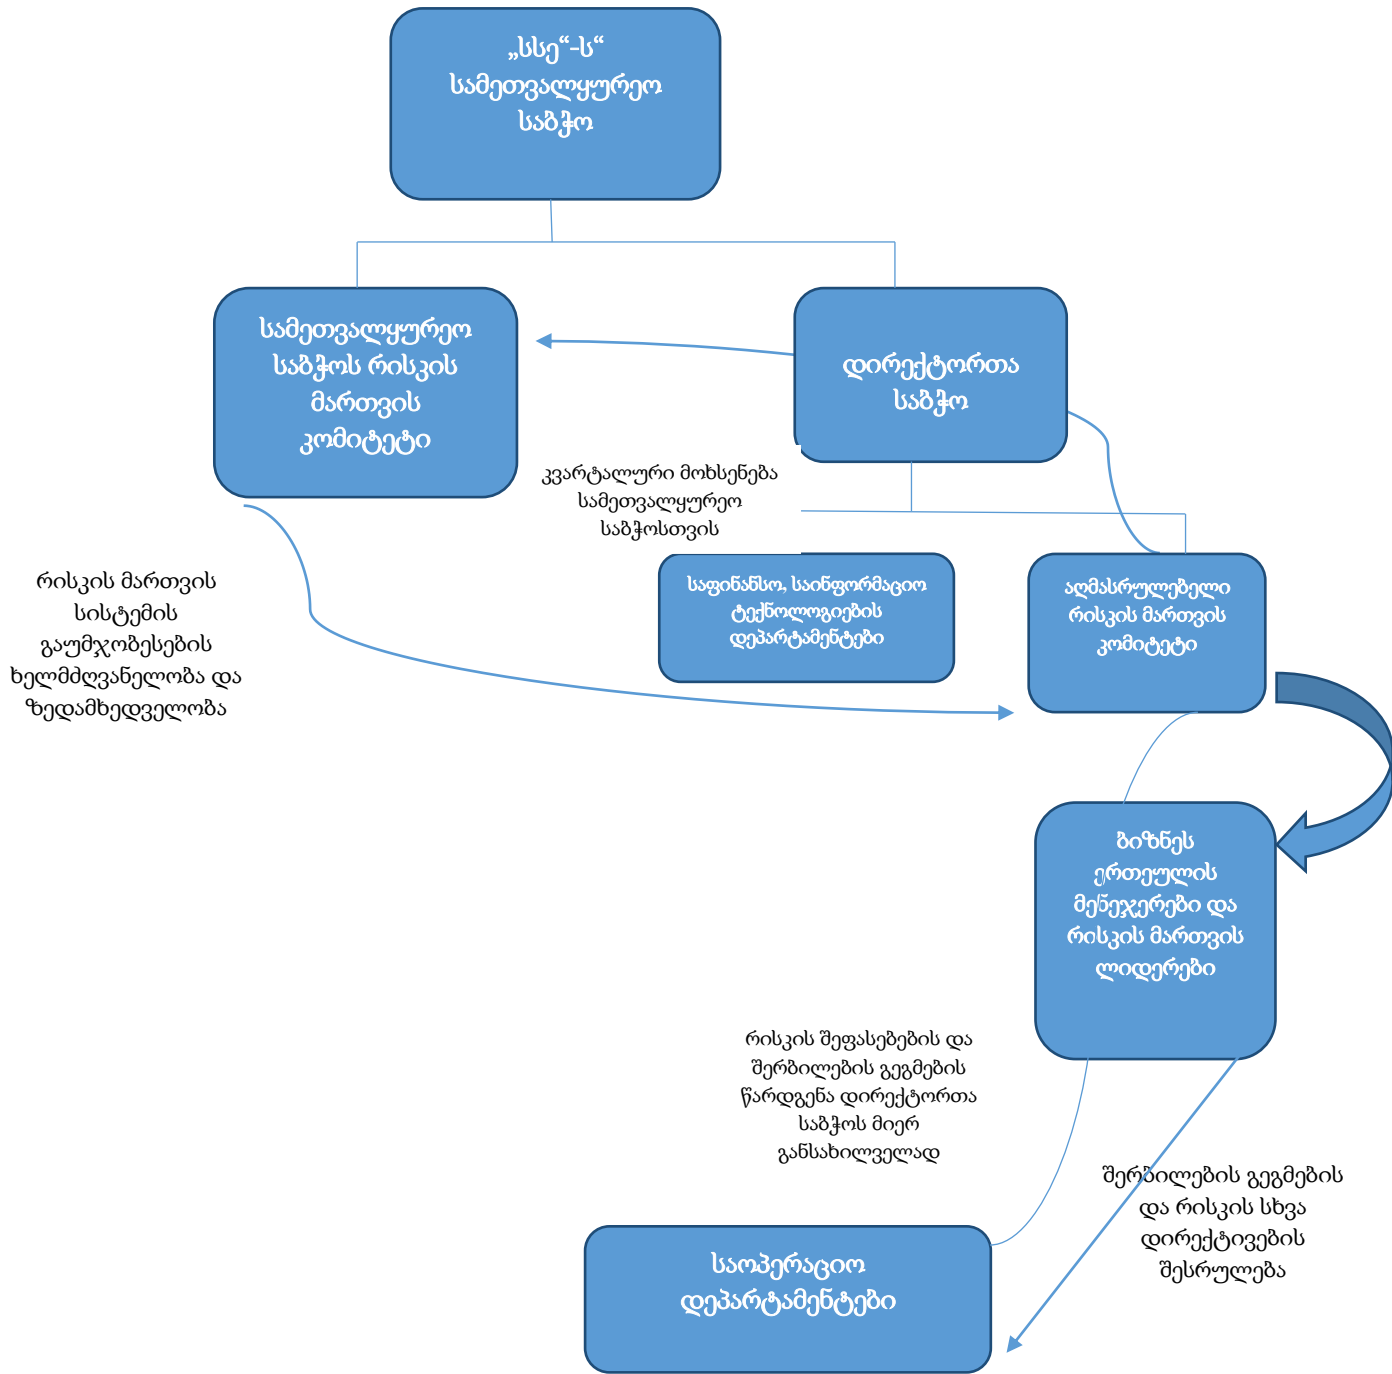 „სსე“-ს“
სამეთვალყურეო
საბჭო
სამეთვალყურეო
საბჭოს რისკის
მართვის
კომიტეტი
დირექტორთა
საბჭო
კვარტალური მოხსენება
სამეთვალყურეო
საბჭოსთვის
რისკის მართვის
სისტემის
გაუმჯობესების
ხელმძღვანელობა და
ზედამხედველობა
საფინანსო, საინფორმაციო
ტექნოლოგიების
დეპარტამენტები
აღმასრულებელი
რისკის მართვის
კომიტეტი
ბიზნეს
ერთეულის
მენეჯერები და
რისკის მართვის
ლიდერები
რისკის შეფასებების და
შერბილების გეგმების
წარდგენა დირექტორთა
საბჭოს მიერ
განსახილველად
შერბილების გეგმების
და რისკის სხვა
დირექტივების
შესრულება
საოპერაციო
დეპარტამენტები